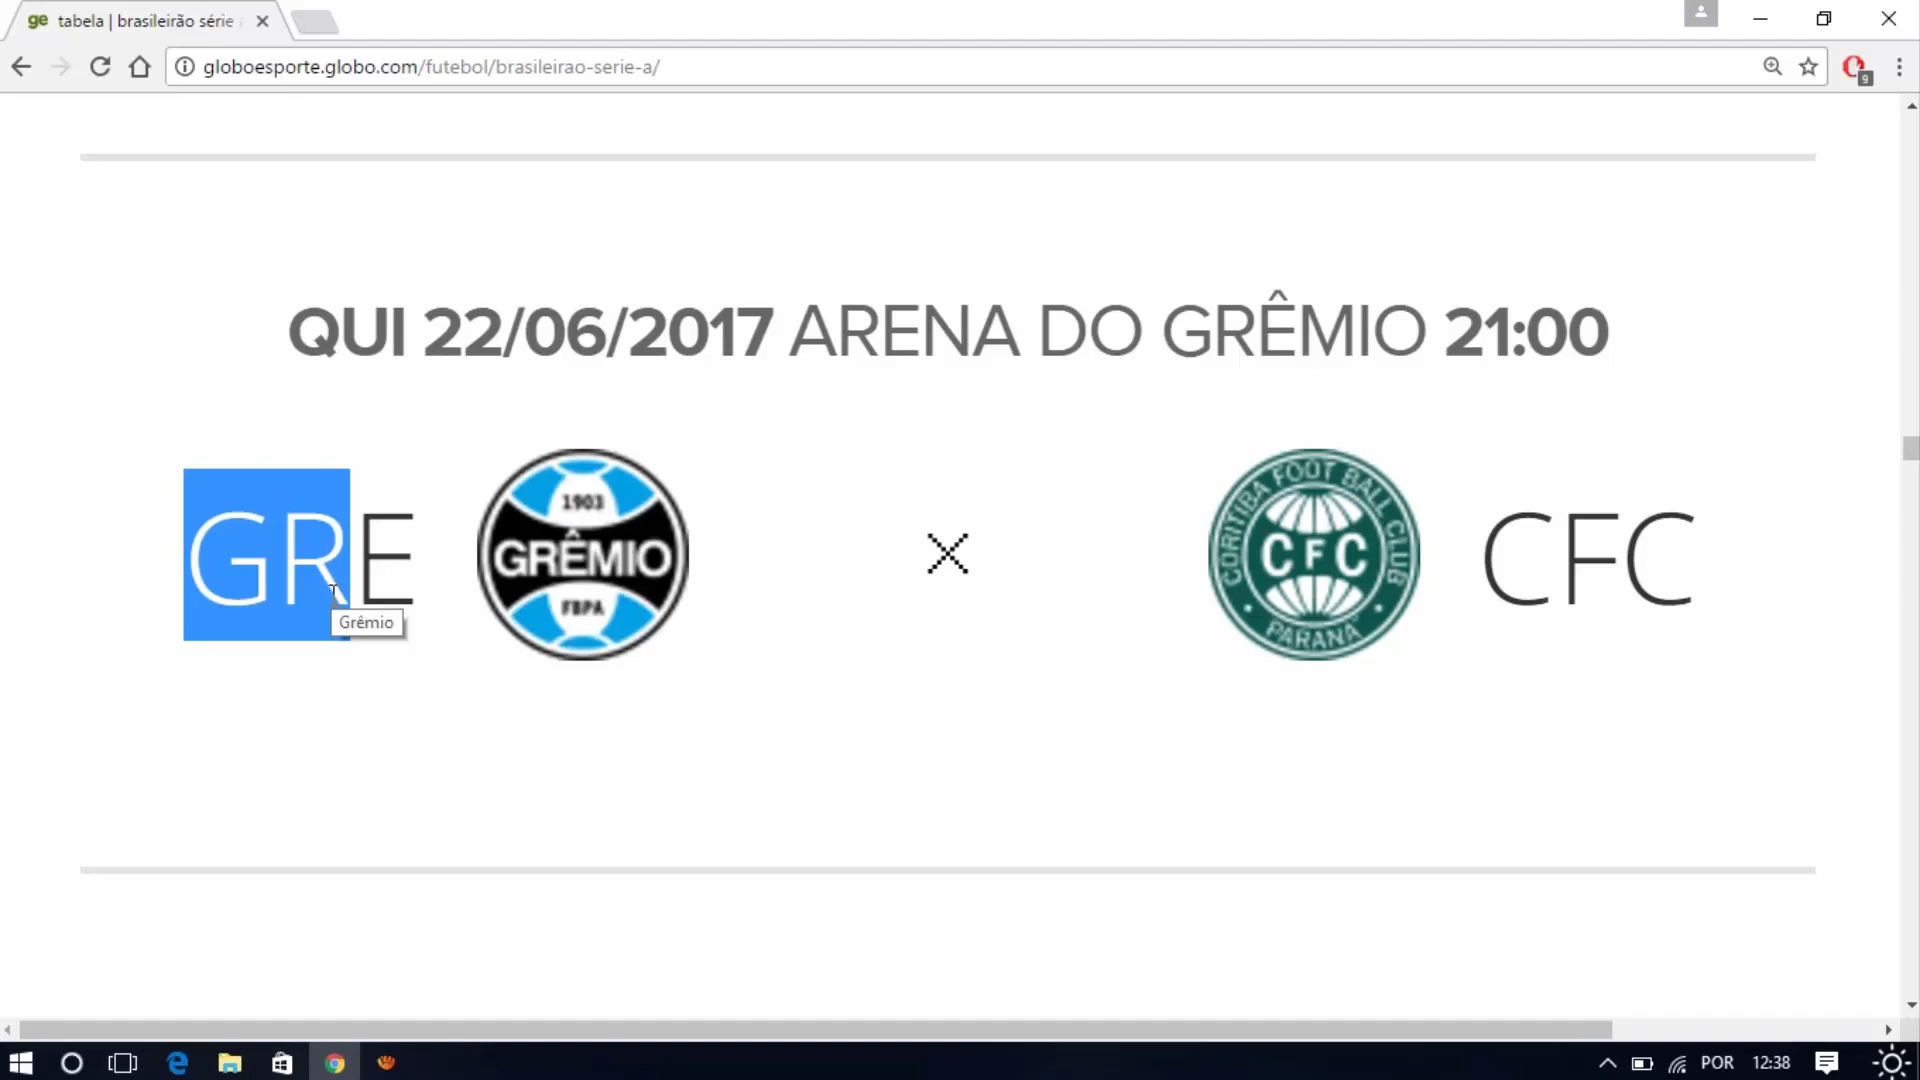 ge tabela | brasileirão série a
globoesporte.globo.com/futebol/brasileirao-serie-a/
9
QUI 22/06/2017 ARENA DO GRÊMIO 21:00
GRE
1903
GRÊMIO
FBPA
CORITIBA FOOT BALL CLUB
CFC
PARANÁ
CFC
Grêmio
POR 12:38